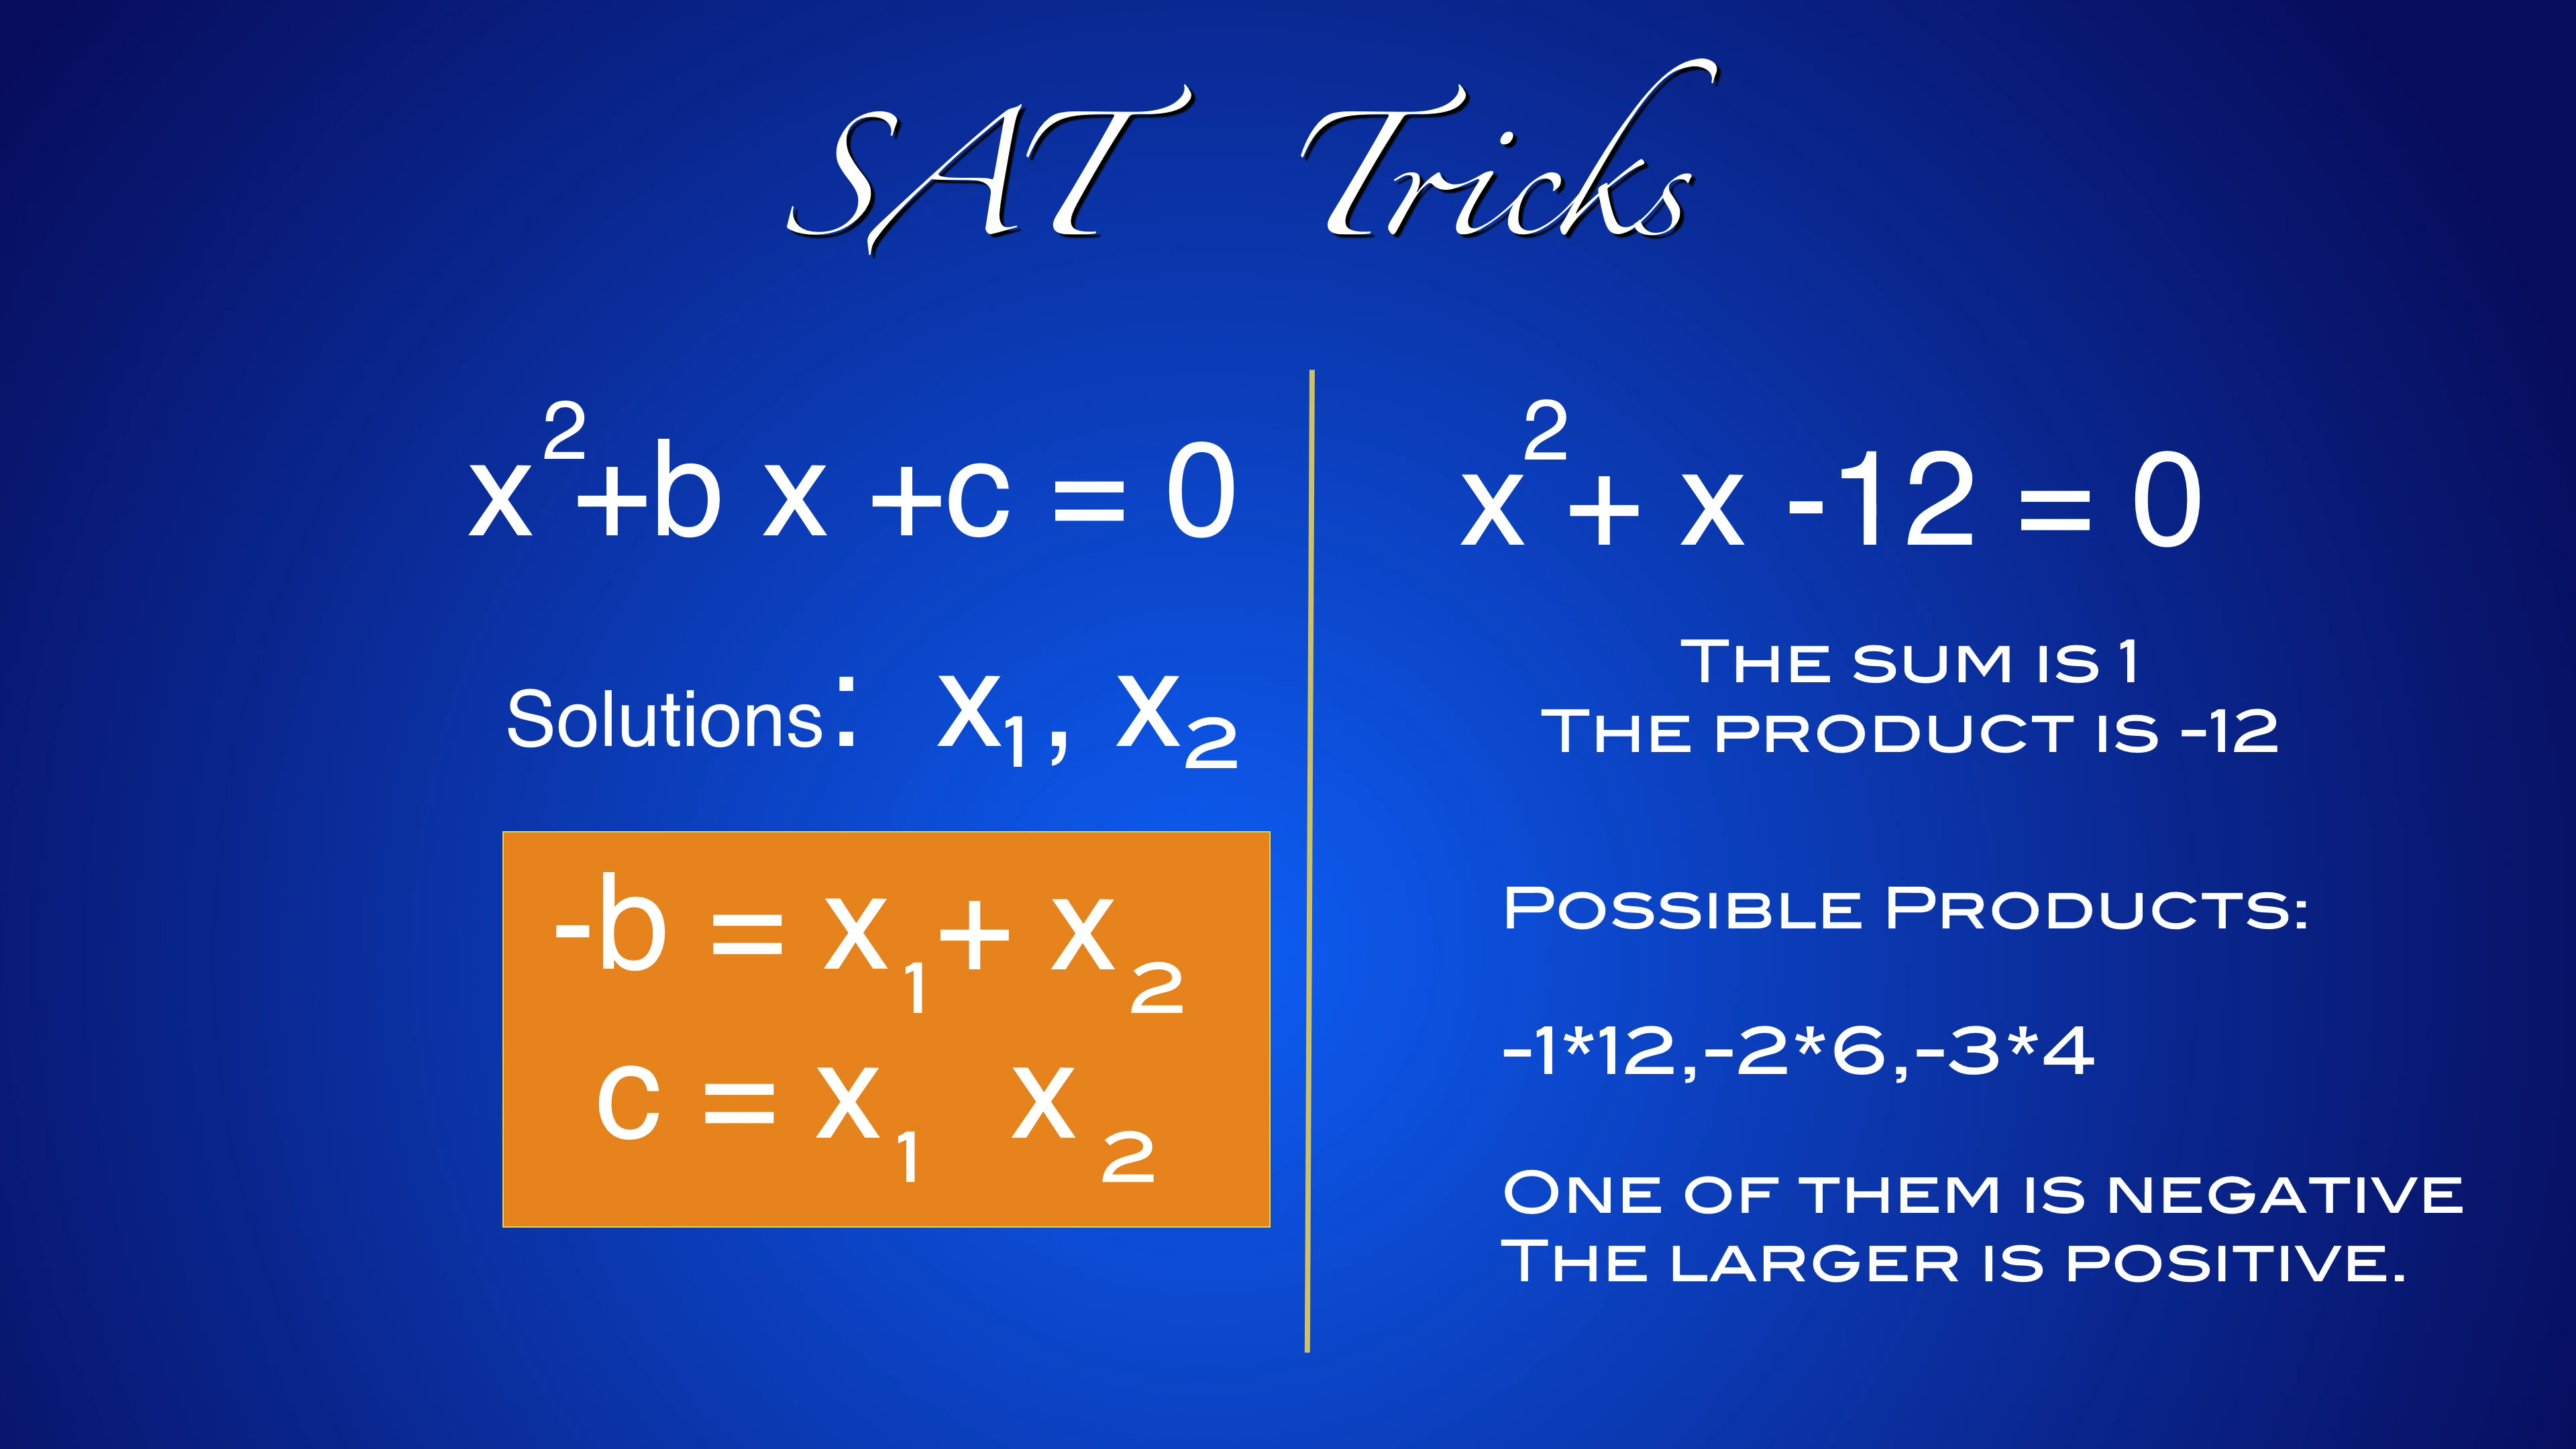 SAT Tricks
x²+b x +c = 0
Solutions: x₁, x₂
-b = x₁+ x₂
c = x₁ x₂
x²+ x -12 = 0
The sum is 1
The product is -12
Possible Products:
-1*12,-2*6,-3*4
One of them is negative
The larger is positive.